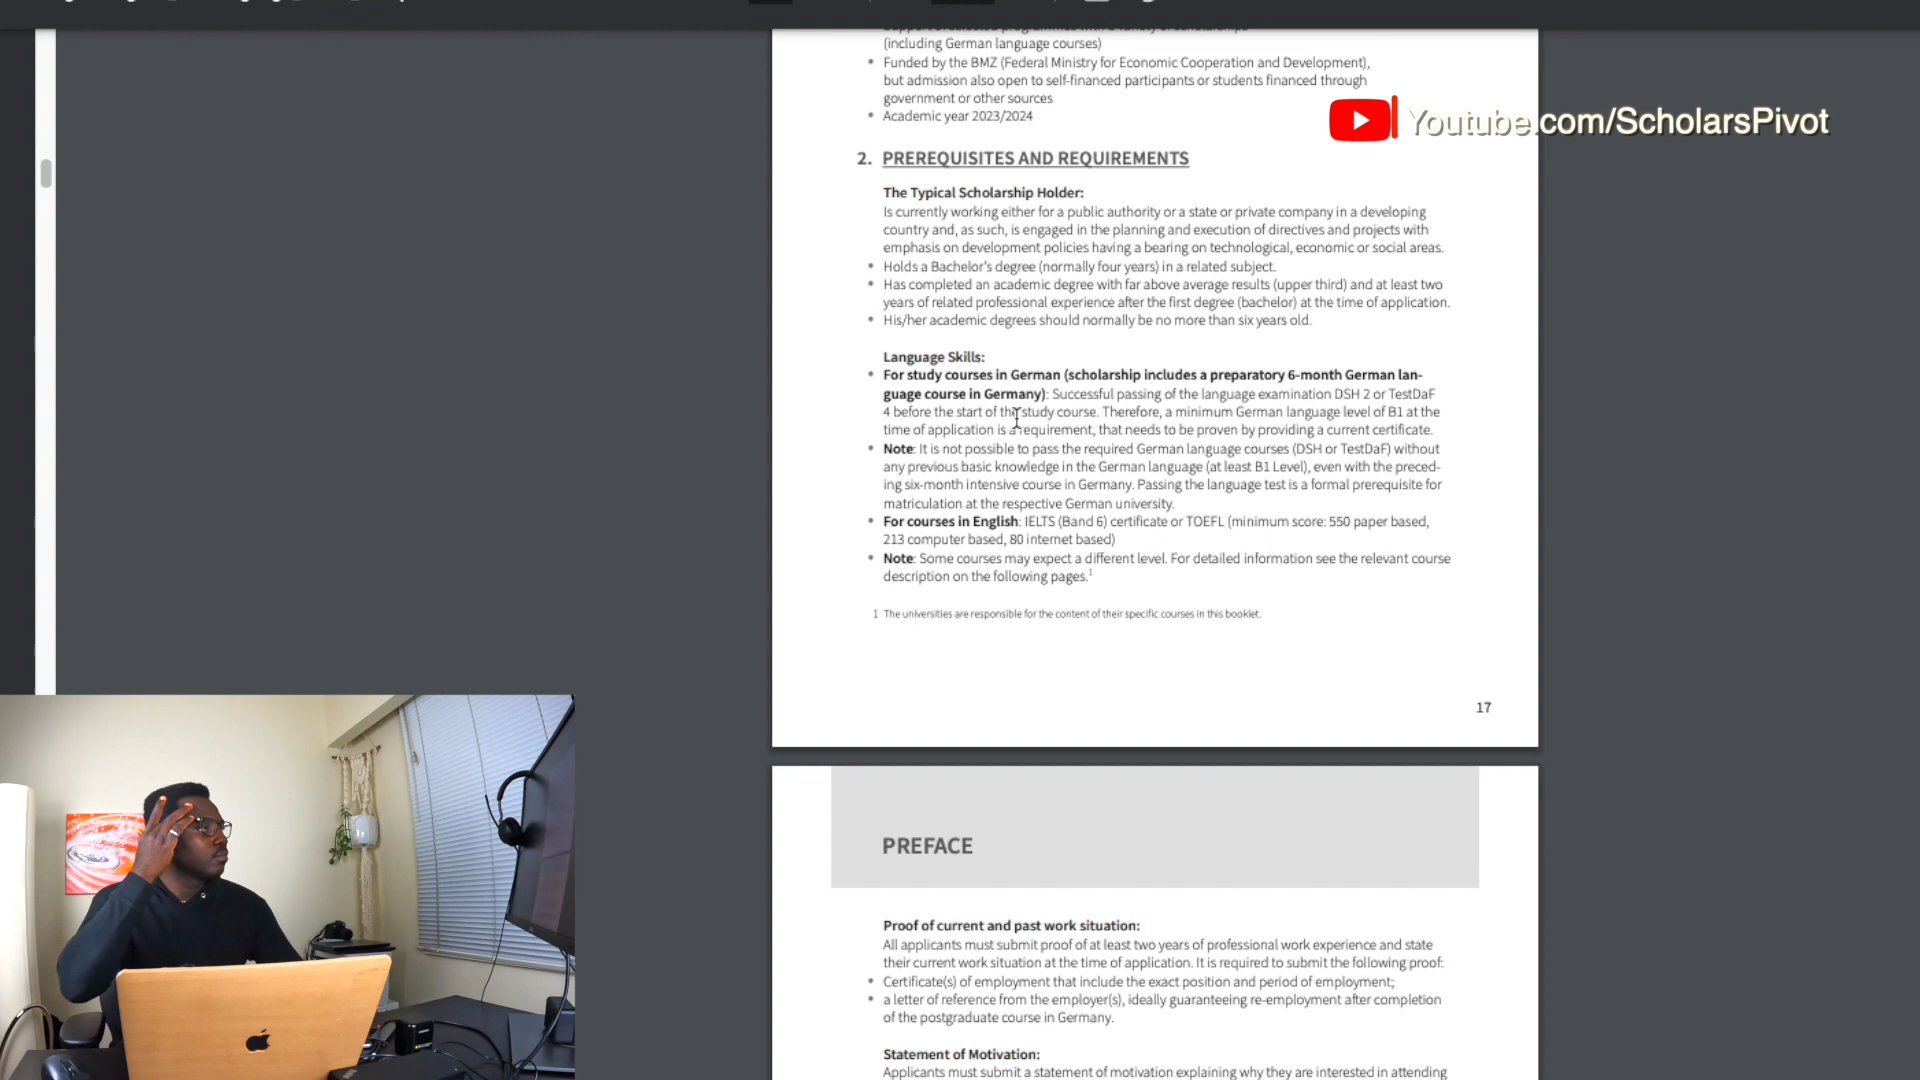 (including German language courses)
• Funded by the BMZ (Federal Ministry for Economic Cooperation and Development),
but admission also open to self-financed participants or students financed through
government or other sources
• Academic year 2023/2024
Youtube.com/ScholarsPivot
2. PREREQUISITES AND REQUIREMENTS
The Typical Scholarship Holder:
Is currently working either for a public authority or a state or private company in a developing
country and, as such, is engaged in the planning and execution of directives and projects with
emphasis on development policies having a bearing on technological, economic or social areas.
• Holds a Bachelor's degree (normally four years) in a related subject.
• Has completed an academic degree with far above average results (upper third) and at least two
years of related professional experience after the first degree (bachelor) at the time of application.
• His/her academic degrees should normally be no more than six years old.
Language Skills:
• For study courses in German (scholarship includes a preparatory 6-month German lan-
guage course in Germany): Successful passing of the language examination DSH 2 or TestDaF
4 before the start of the study course. Therefore, a minimum German language level of B1 at the
time of application is a requirement, that needs to be proven by providing a current certificate.
• Note: It is not possible to pass the required German language courses (DSH or TestDaF) without
any previous basic knowledge in the German language (at least B1 Level), even with the preced-
ing six-month intensive course in Germany. Passing the language test is a formal prerequisite for
matriculation at the respective German university.
• For courses in English: IELTS (Band 6) certificate or TOEFL (minimum score: 550 paper based,
213 computer based, 80 internet based)
• Note: Some courses may expect a different level. For detailed information see the relevant course
description on the following pages.1
1 The universities are responsible for the content of their specific courses in this booklet.
17
PREFACE
Proof of current and past work situation:
All applicants must submit proof of at least two years of professional work experience and state
their current work situation at the time of application. It is required to submit the following proof:
• Certificate(s) of employment that include the exact position and period of employment;
• a letter of reference from the employer(s), ideally guaranteeing re-employment after completion
of the postgraduate course in Germany.
Statement of Motivation:
Applicants must submit a statement of motivation explaining why they are interested in attending